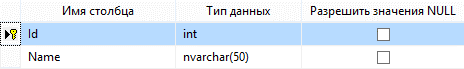 Имя столбца Тип данных Разрешить значения NULL
Id int
Name nvarchar(50)